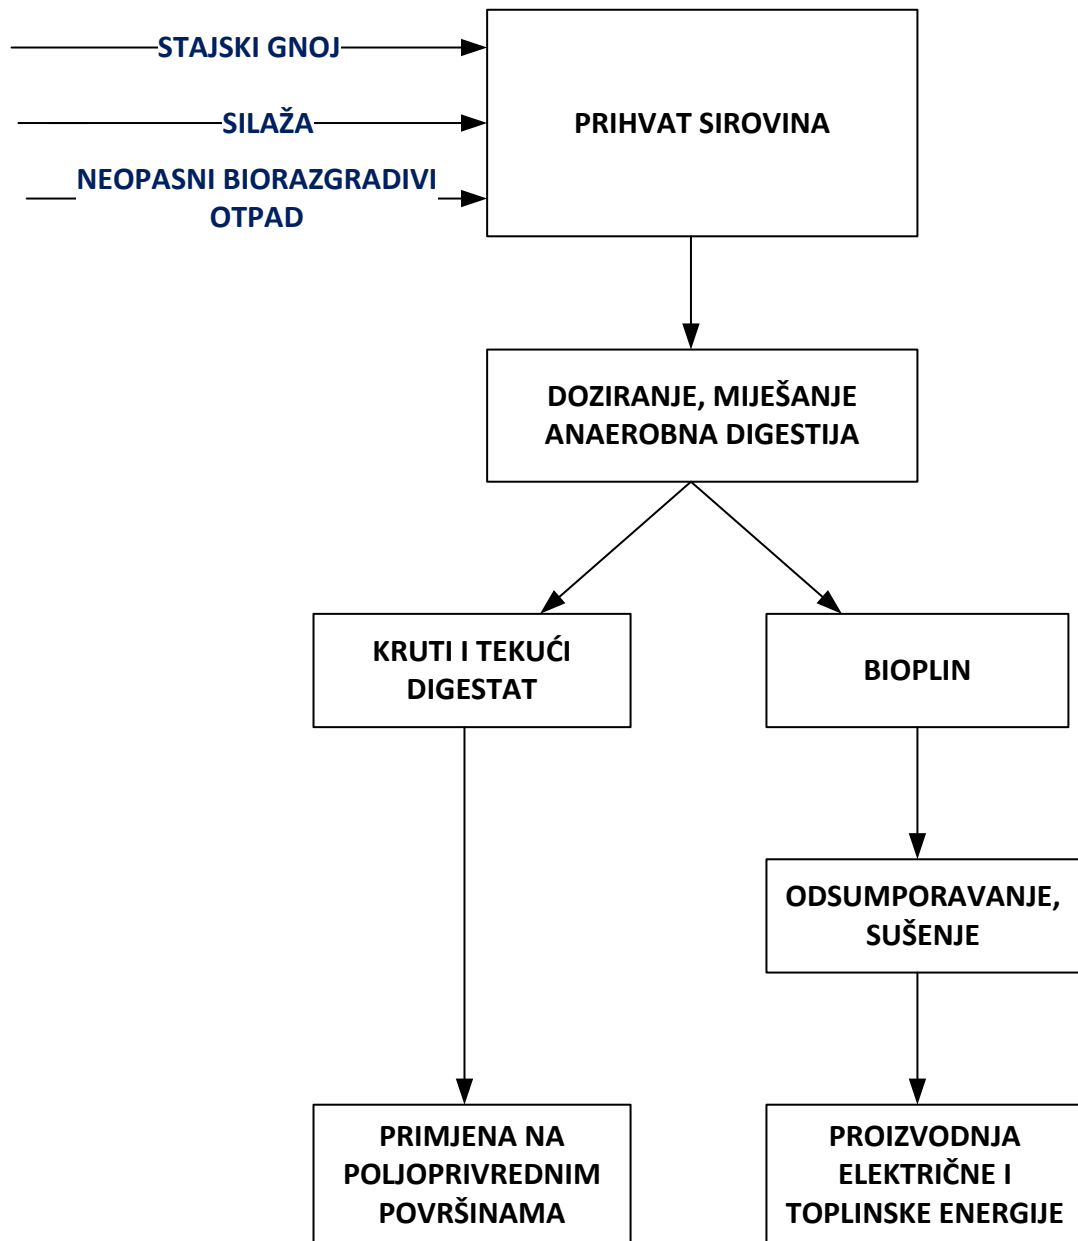 STAJSKI GNOJ
SILAŽA
NEOPASNI BIORAZGRADIVI
OTPAD
PRIHVAT SIROVINA
DOZIRANJE, MIJEŠANJE
ANAEROBNA DIGESTIJA
KRUTI I TEKUĆI
DIGESTAT
BIOPLIN
ODSUMPORAVANJE,
SUŠENJE
PRIMJENA NA
POLJOPRIVREDNIM
POVRŠINAMA
PROIZVODNJA
ELEKTRIČNE I
TOPLINSKE ENERGIJE